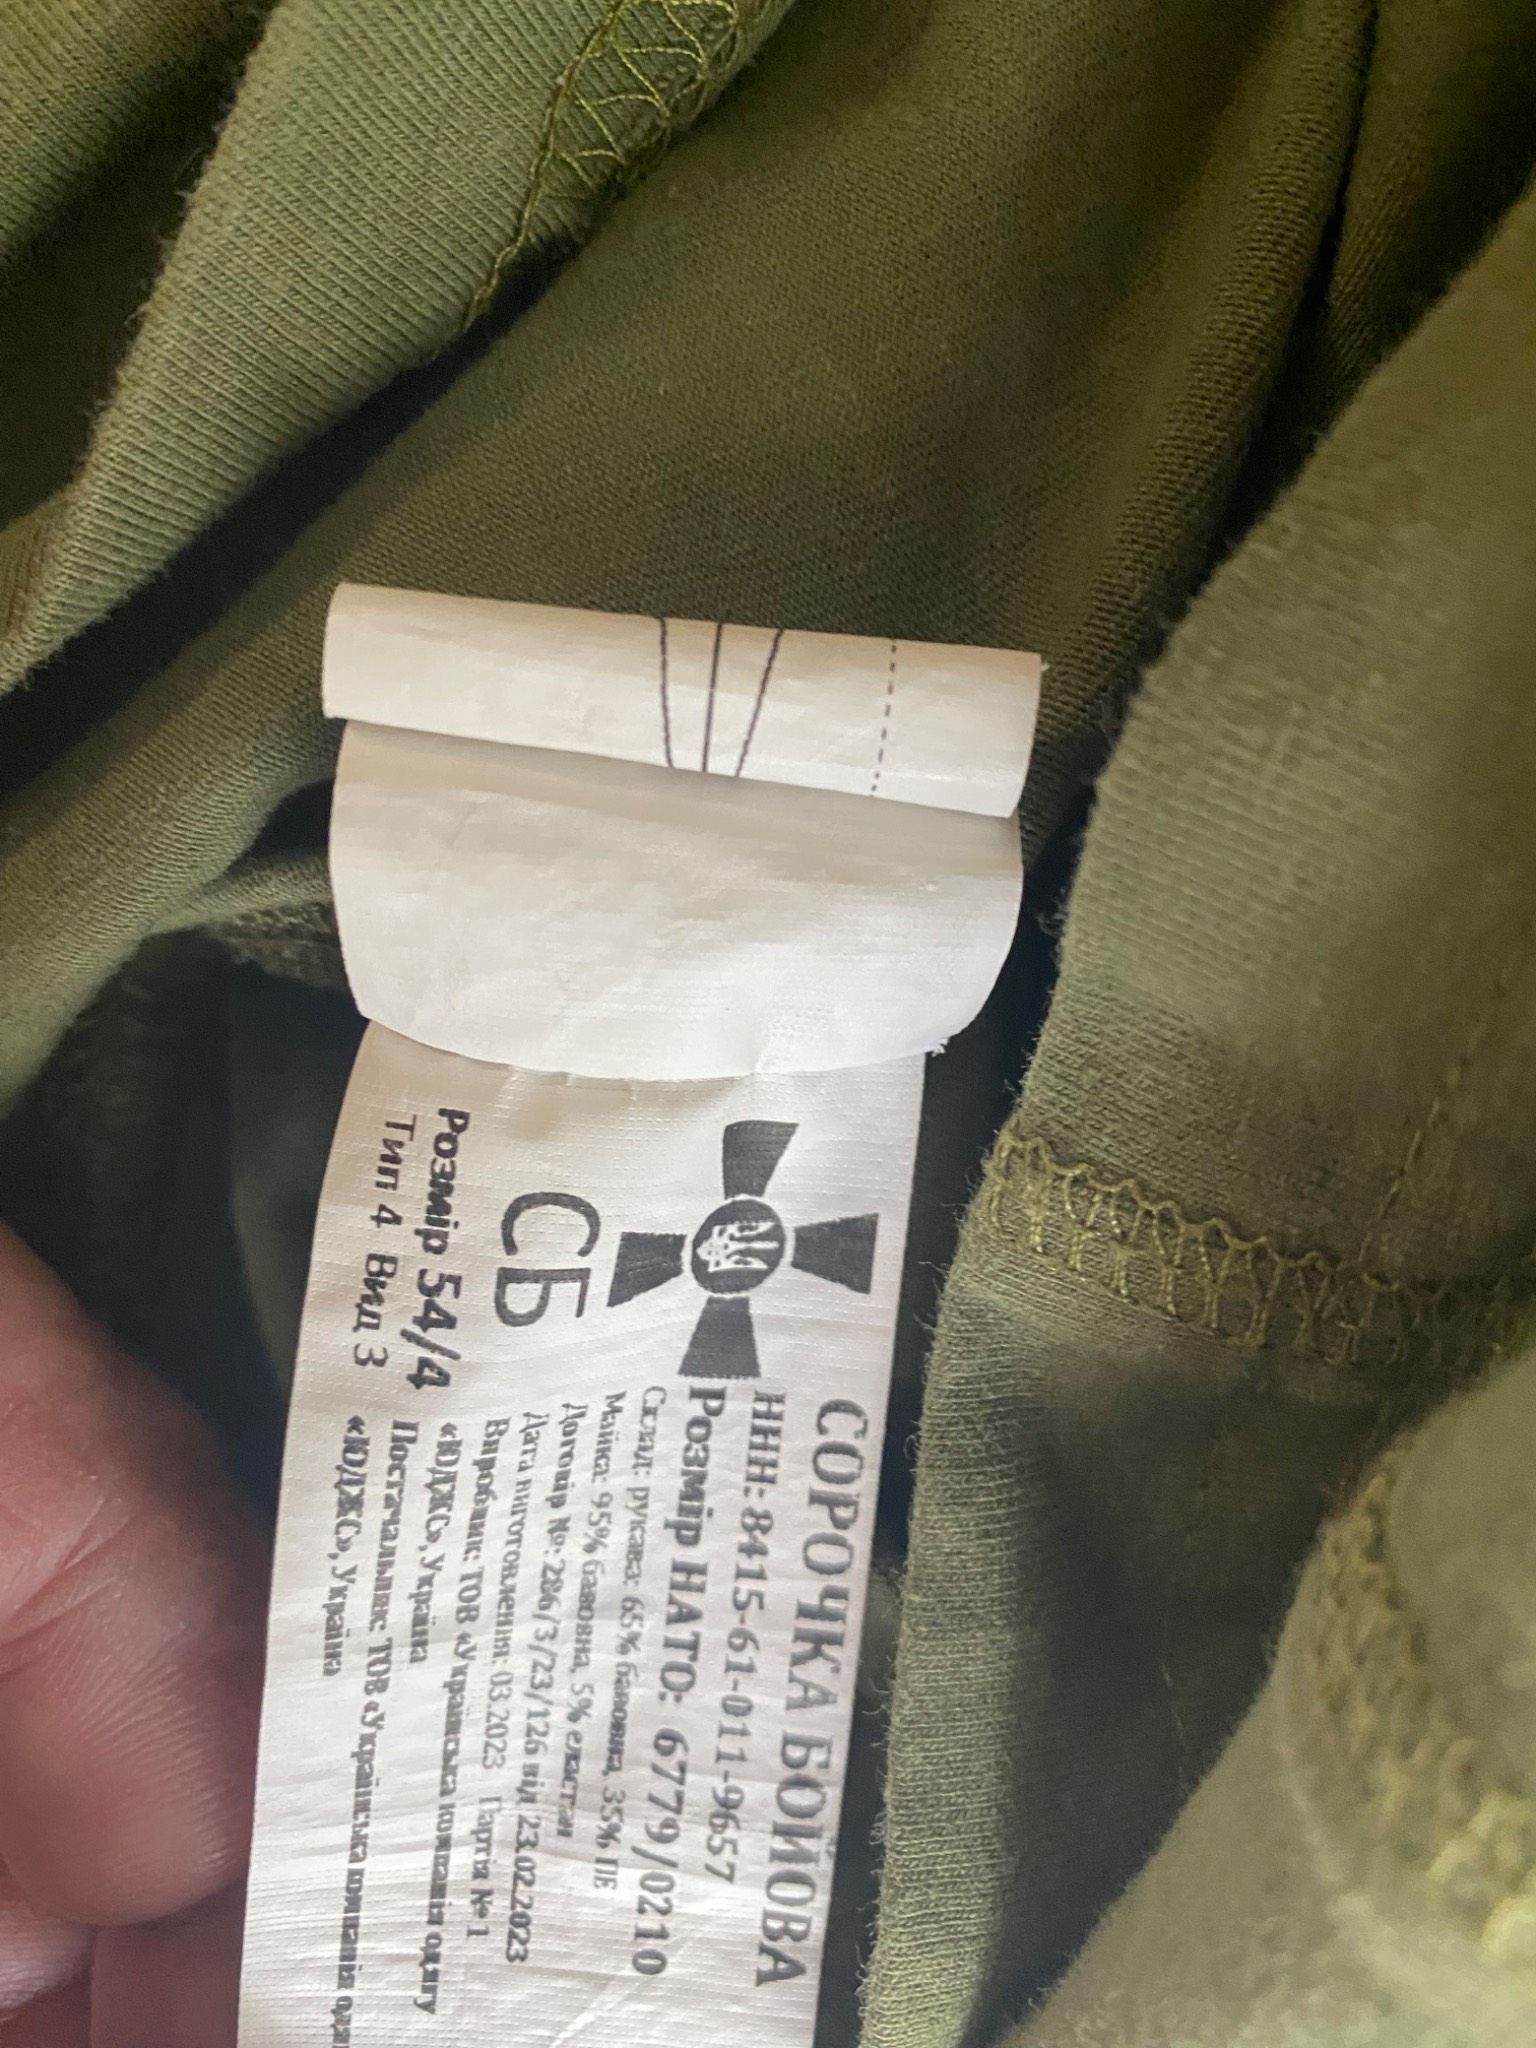 СОРОЧКА БОЙОВА
ННН: 8415-61-011-9657
Розмір НАТО: 6779/0210
Склад: рукава: 65% бавовна, 35% ПЕ
Майка: 95% бавовна, 5% еластан
Договір №: 286/3/23/126 від 23.02.2023
Дата виготовлення: 03.2023 Партія № 1
Виробник: ТОВ «Українська компанія одягу
«ЮДЖС», Україна
Постачальник: ТОВ «Українська компанія
«ЮДЖС», Україна
СБ
Розмір 54/4
Тип 4 Вид 3